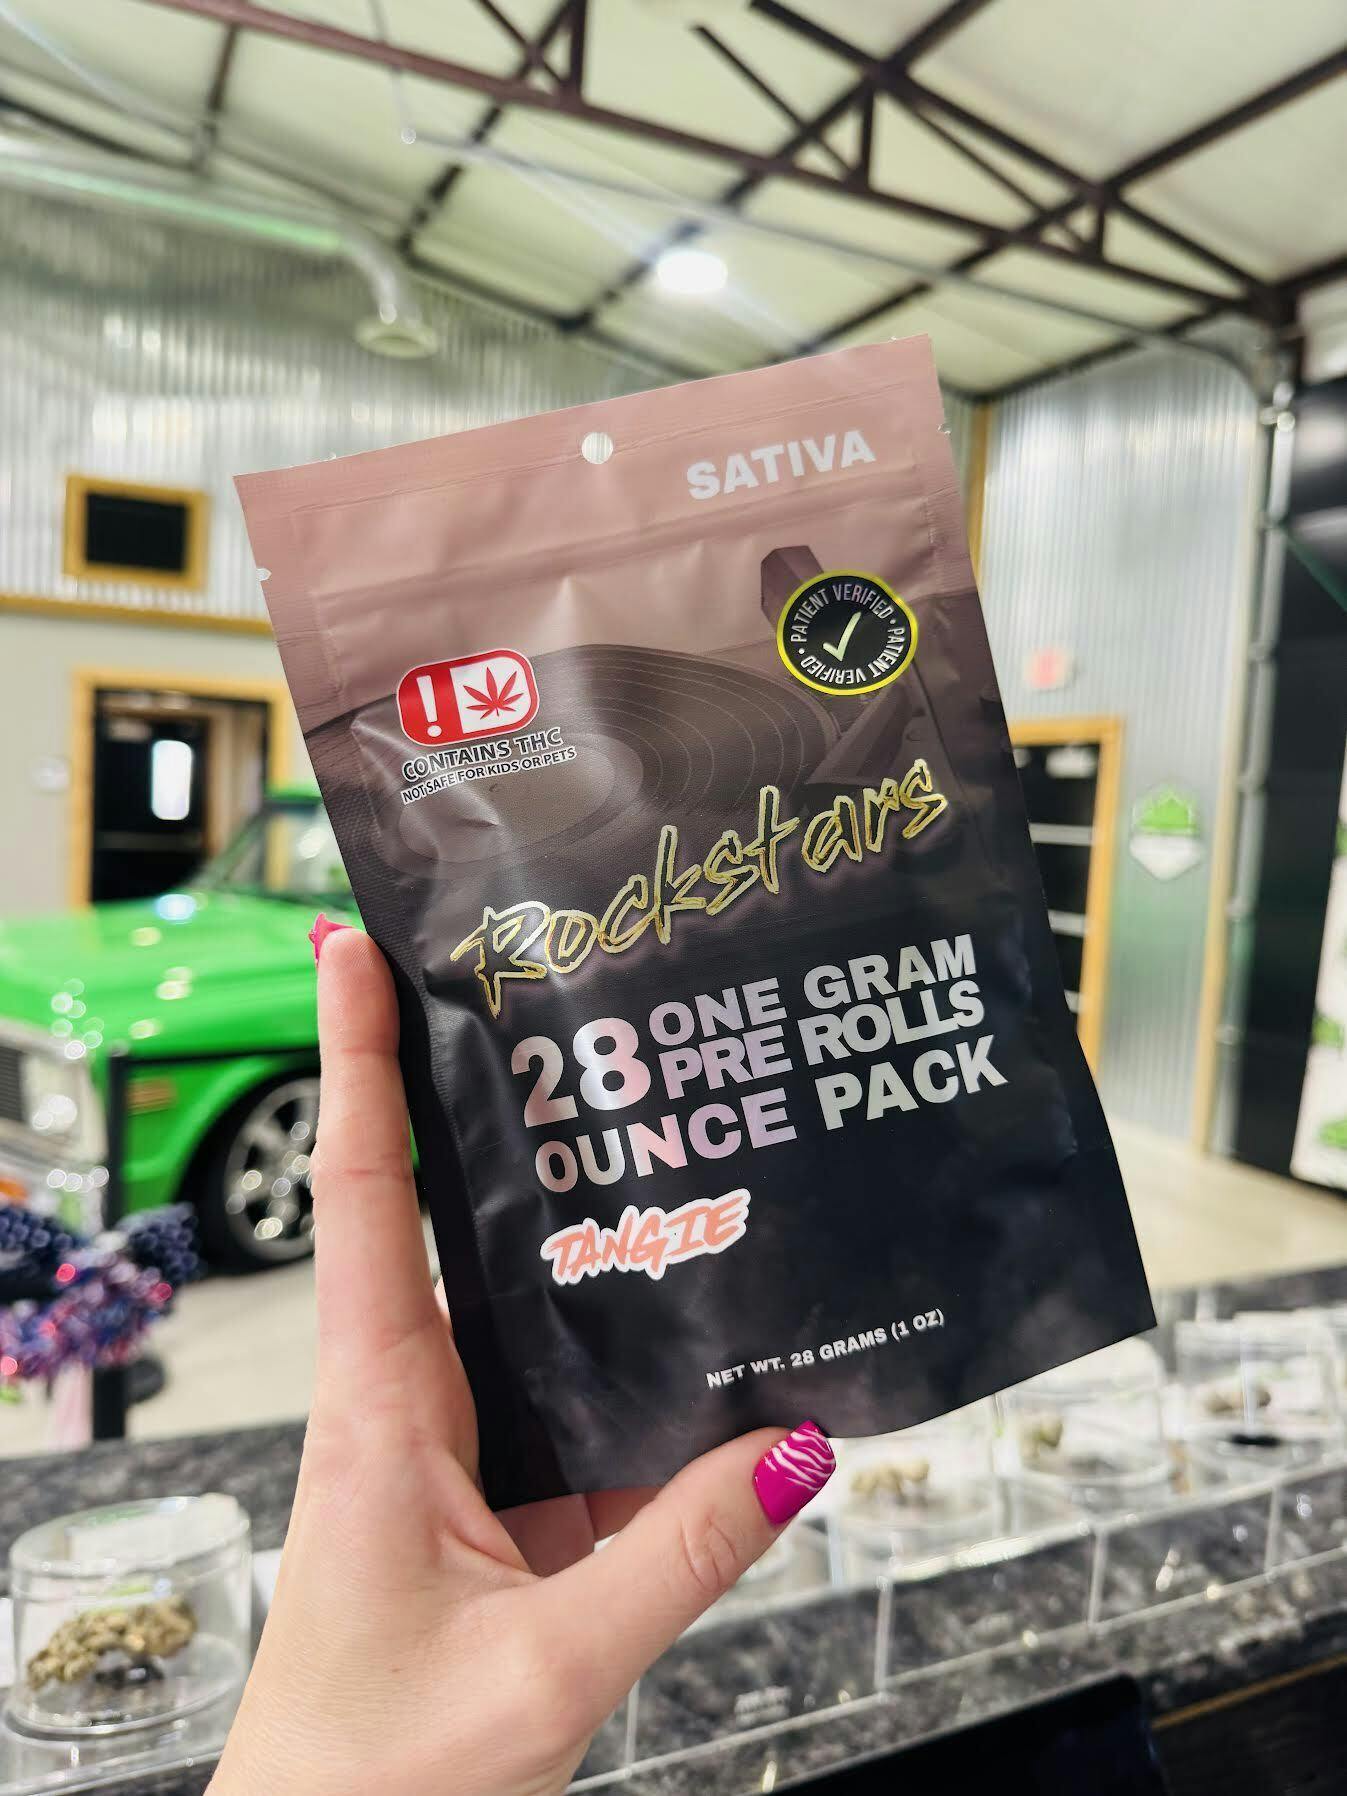 SATIVA
PATIENT VERIFIED • PATIENT VERIFIED •
!
CONTAINS THC
NOT SAFE FOR KIDS OR PETS
Rockstars
28 ONE GRAM
PRE ROLLS
OUNCE PACK
TANGIE
NET WT. 28 GRAMS (1 OZ)